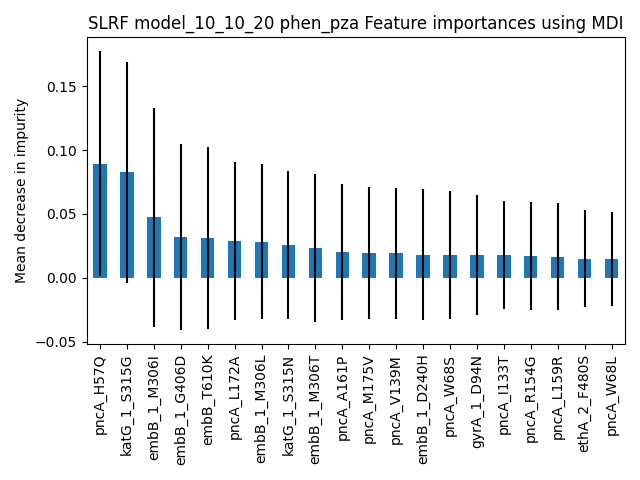 SLRF model_10_10_20 phen_pza Feature importances using MDI
Mean decrease in impurity
0.15
0.10
0.05
0.00
−0.05
pncA_H57Q
katG_1_S315G
embB_1_M306I
embB_1_G406D
embB_T610K
pncA_L172A
embB_1_M306L
katG_1_S315N
embB_1_M306T
pncA_A161P
pncA_M175V
pncA_V139M
embB_1_D240H
pncA_W68S
gyrA_1_D94N
pncA_I133T
pncA_R154G
pncA_L159R
ethA_2_F480S
pncA_W68L